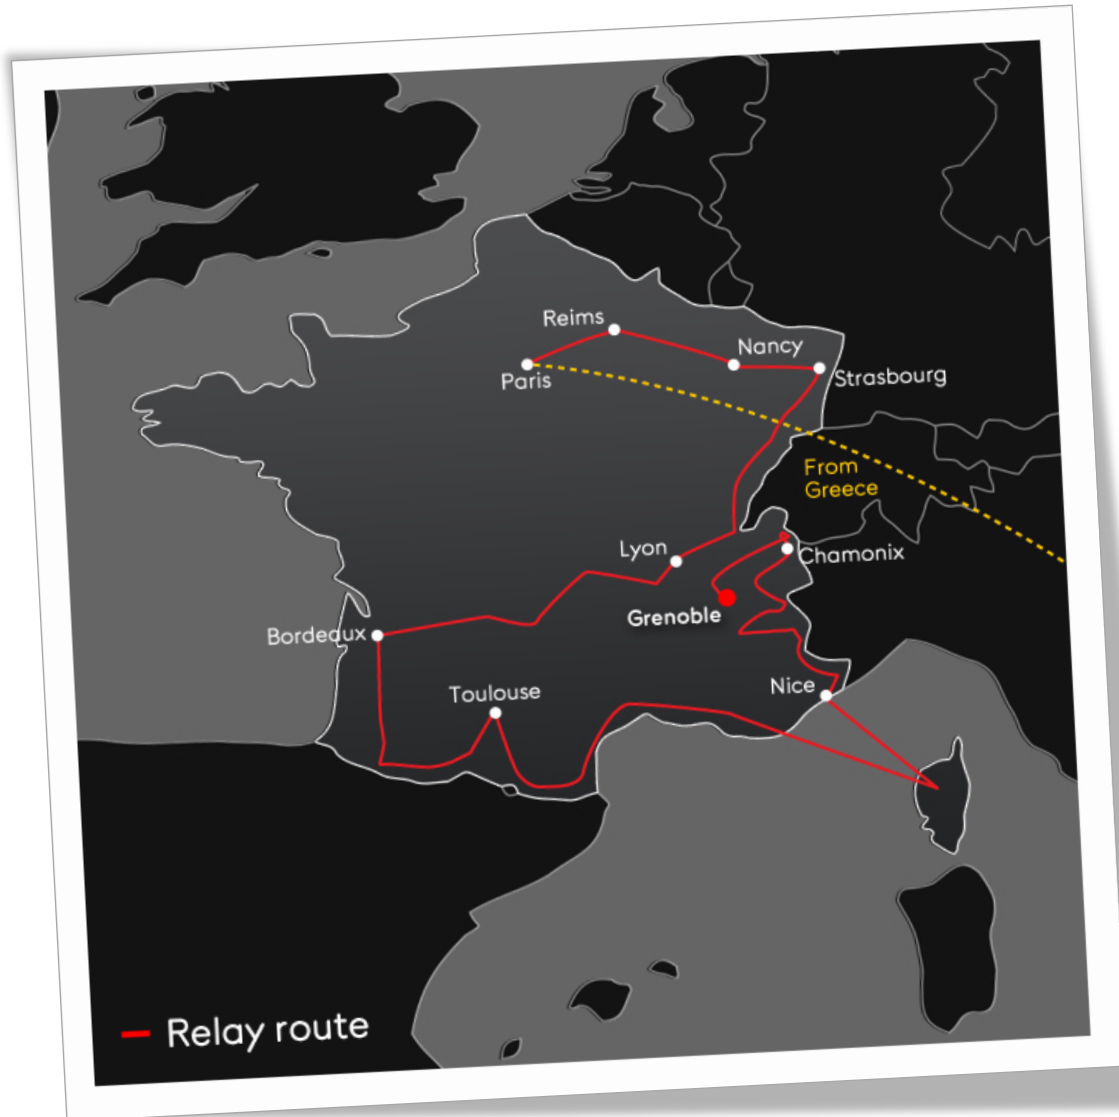 Reims
Nancy
Paris
Strasbourg
From
Greece
Lyon
Chamonix
Grenoble
Bordeaux
Nice
Toulouse
Relay route